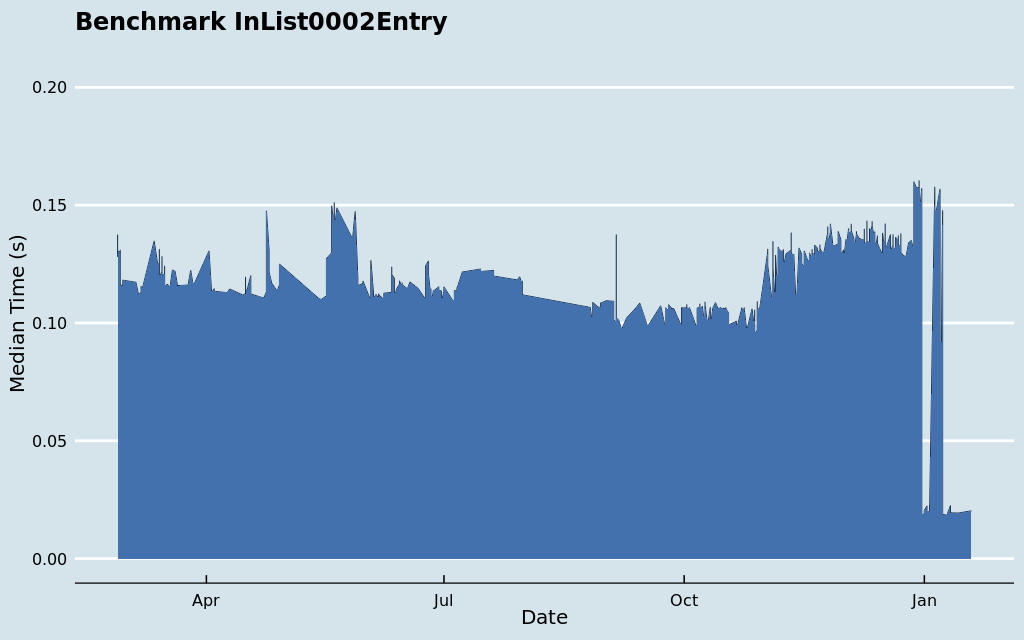 Benchmark InList0002Entry
Median Time (s)
0.20
0.15
0.10
0.05
0.00
Apr
Jul
Oct
Jan
Date